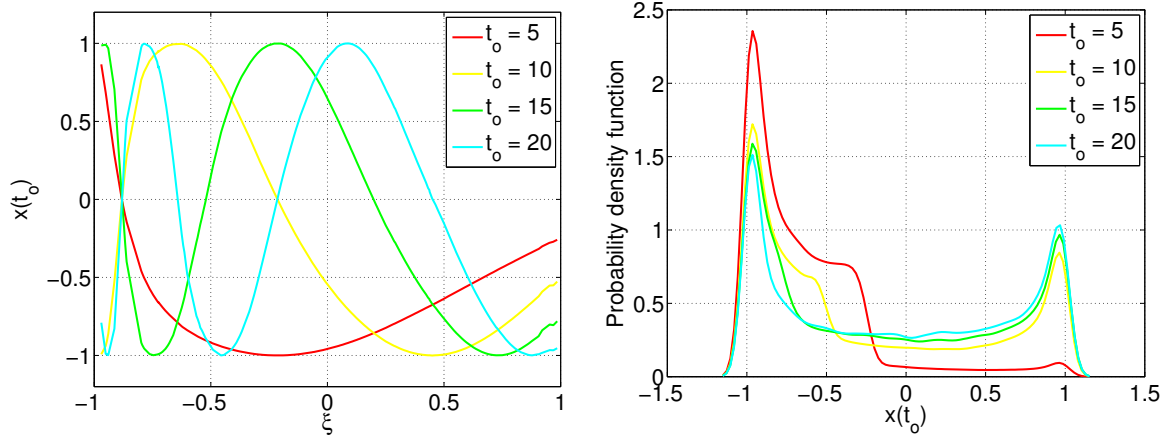 1
0.5
0
−0.5
−1
x(t_o)
−1
−0.5
0
0.5
1
ξ
t_o = 5
t_o = 10
t_o = 15
t_o = 20
2.5
2
1.5
1
0.5
0
Probability density function
−1.5
−1
−0.5
0
0.5
1
1.5
x(t_o)
t_o = 5
t_o = 10
t_o = 15
t_o = 20